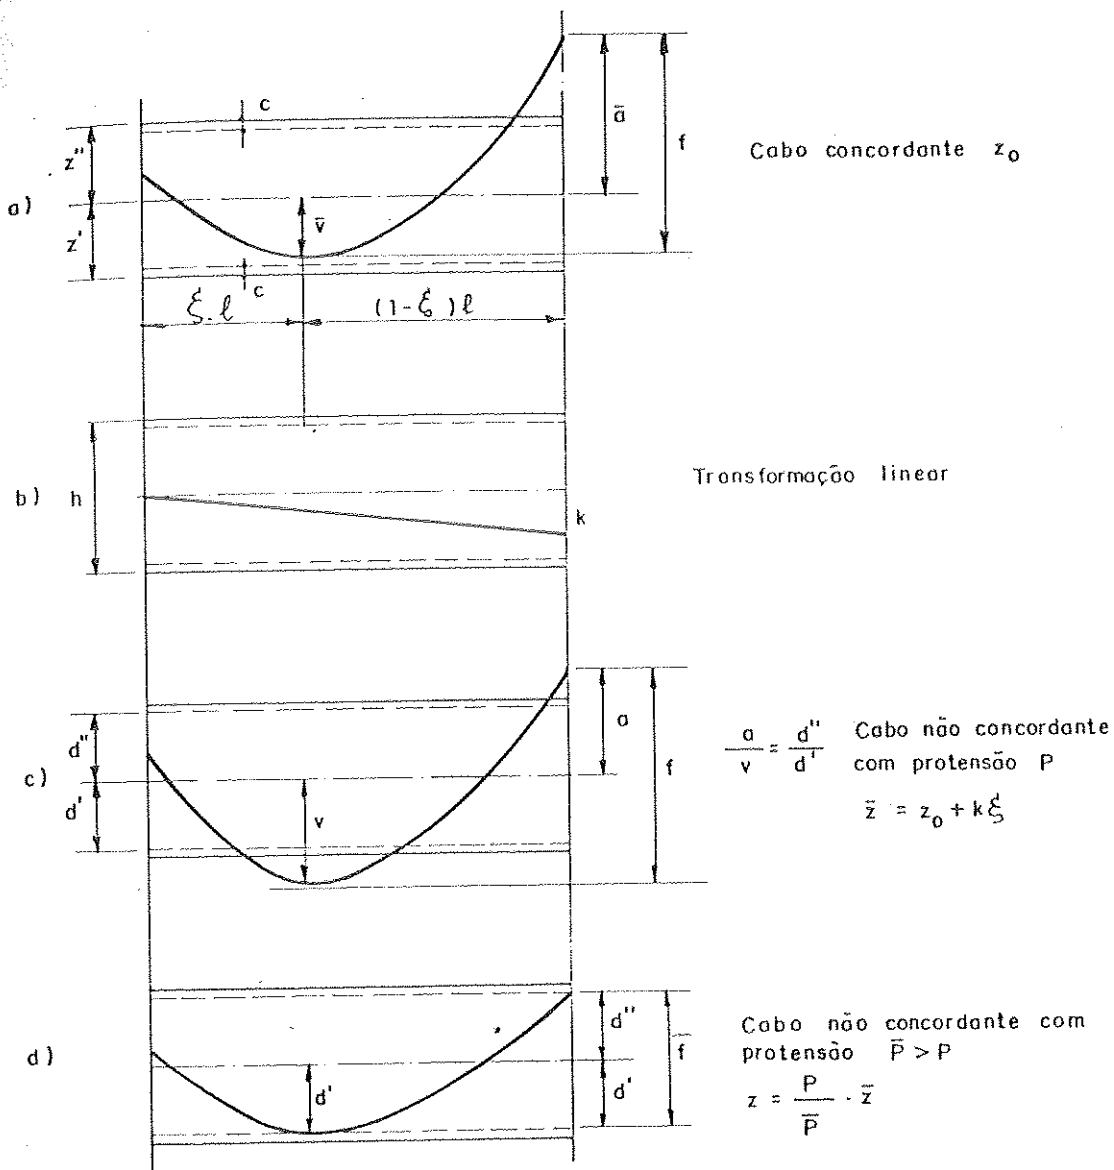 c
z''
ā
f
Cabo concordante z₀
a)
v̄
z'
c
ξ.ℓ
(1-ξ)ℓ
b)
h
Transformação linear
k
d''
a
a/v = d''/d'
Cabo não concordante
com protensão P
c)
v
f
d'
z̄ = z₀ + kξ
d''
Cabo não concordante com
protensão P̄ > P
d)
d'
d'
f̄
z = P/P̄ . z̄